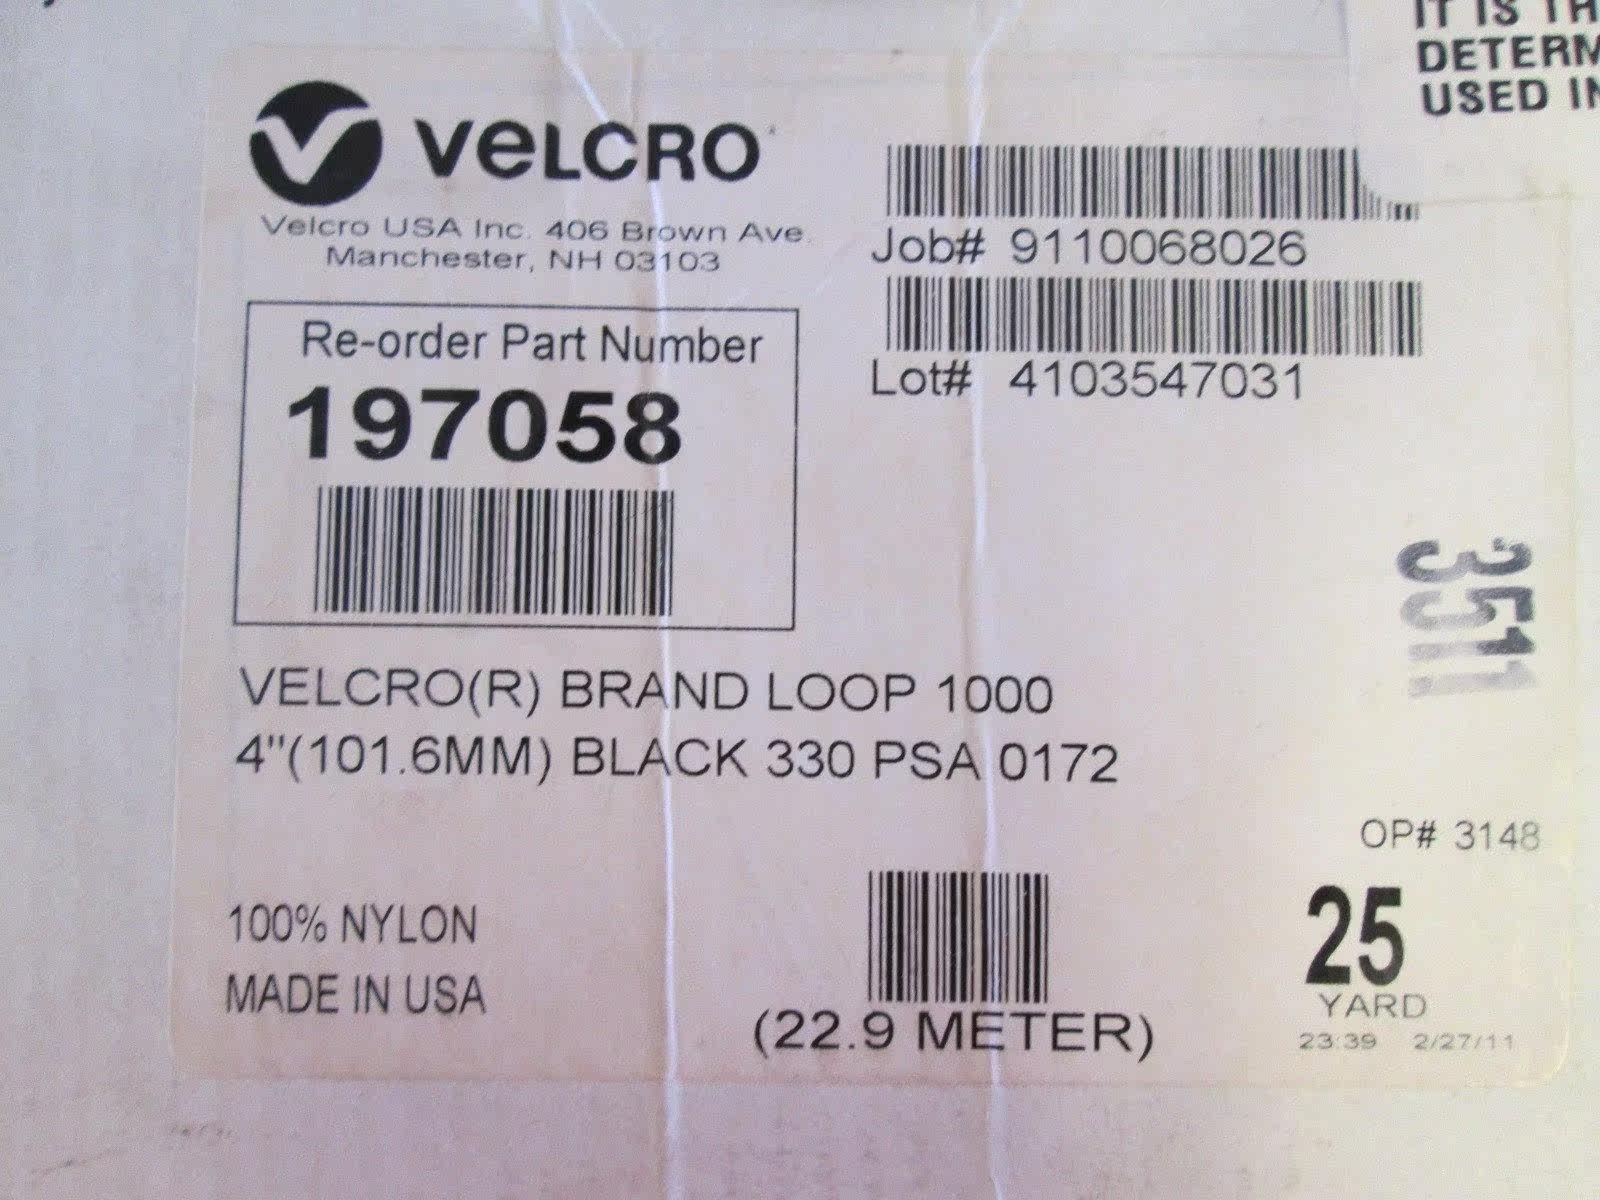 IT IS
DETERM
USED IN
VELCRO
Velcro USA Inc. 406 Brown Ave.
Manchester, NH 03103
Job# 9110068026
Lot# 4103547031
Re-order Part Number
197058
3511
VELCRO(R) BRAND LOOP 1000
4"(101.6MM) BLACK 330 PSA 0172
OP# 3148
100% NYLON
MADE IN USA
(22.9 METER)
25
YARD
23:39 2/27/11